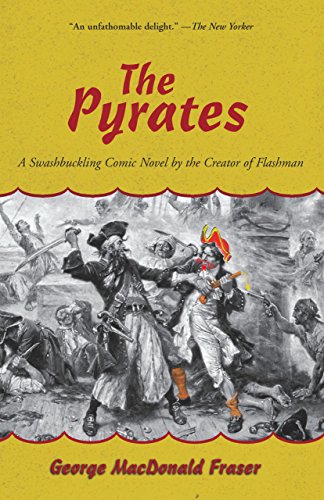 “An unfathomable delight.” —The New Yorker
The
Pyrates
A Swashbuckling Comic Novel by the Creator of Flashman
George MacDonald Fraser